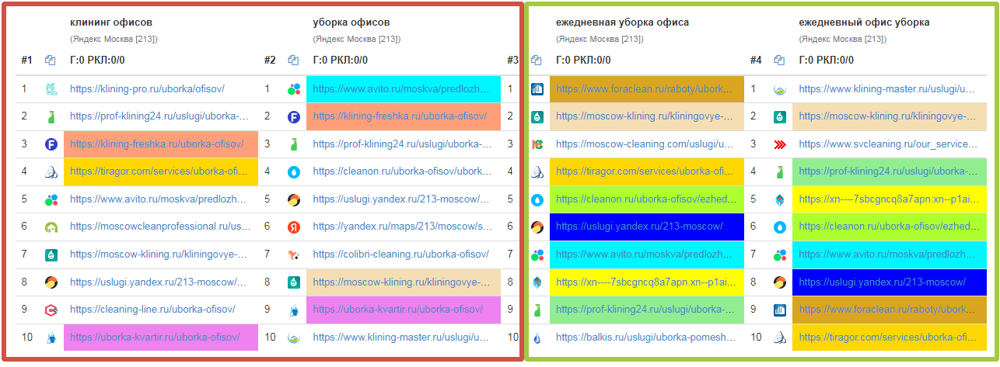 клининг офисов
(Яндекс Москва [213])
#1 Г:0 РКЛ:0/0
1 https://klining-pro.ru/uborka/ofisov/
2 https://prof-klining24.ru/uslugi/uborka-...
3 https://klining-freshka.ru/uborka-ofisov/
4 https://tiragor.com/services/uborka-ofi...
5 https://www.avito.ru/moskva/predlozh...
6 https://moscowcleanprofessional.ru/us...
7 https://moscow-klining.ru/kliningovye-...
8 https://uslugi.yandex.ru/213-moscow/...
9 https://cleaning-line.ru/uborka-ofisov/
10 https://uborka-kvartir.ru/uborka-ofisov/
уборка офисов
(Яндекс Москва [213])
#2 Г:0 РКЛ:0/0
1 https://www.avito.ru/moskva/predlozh...
2 https://klining-freshka.ru/uborka-ofisov/
3 https://prof-klining24.ru/uslugi/uborka-...
4 https://cleanon.ru/uborka-ofisov/ubork...
5 https://uslugi.yandex.ru/213-moscow/...
6 https://yandex.ru/maps/213/moscow/s...
7 https://colibri-cleaning.ru/uborka-ofisov/
8 https://moscow-klining.ru/kliningovye-...
9 https://uborka-kvartir.ru/uborka-ofisov/
10 https://www.klining-master.ru/uslugi/u...
ежедневная уборка офиса
(Яндекс Москва [213])
#3 Г:0 РКЛ:0/0
1 https://www.foraclean.ru/raboty/ubork...
2 https://moscow-klining.ru/kliningovye-...
3 https://moscow-cleaning.com/uslugi/u...
4 https://tiragor.com/services/uborka-ofi...
5 https://cleanon.ru/uborka-ofisov/ezhed...
6 https://uslugi.yandex.ru/213-moscow/
7 https://www.avito.ru/moskva/predlozh...
8 https://xn----7sbcgncq8a7apn.xn--p1ai...
9 https://prof-klining24.ru/uslugi/uborka-...
10 https://balkis.ru/uslugi/uborka-pomesh...
ежедневный офис уборка
(Яндекс Москва [213])
#4 Г:0 РКЛ:0/0
1 https://www.klining-master.ru/uslugi/u...
2 https://moscow-klining.ru/kliningovye-...
3 https://www.svcleaning.ru/our_service...
4 https://prof-klining24.ru/uslugi/uborka-...
5 https://xn----7sbcgncq8a7apn.xn--p1ai...
6 https://cleanon.ru/uborka-ofisov/ezhed...
7 https://www.avito.ru/moskva/predlozh...
8 https://uslugi.yandex.ru/213-moscow/
9 https://www.foraclean.ru/raboty/ubork...
10 https://tiragor.com/services/uborka-ofi...